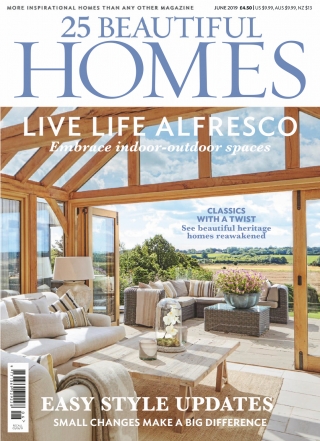 MORE INSPIRATIONAL HOMES THAN ANY OTHER MAGAZINE
JUNE 2019 £4.50 | US $9.99, AUS $9.99, NZ $13
25 BEAUTIFUL
HOMES
LIVE LIFE ALFRESCO
Embrace indoor-outdoor spaces
CLASSICS
WITH A TWIST
See beautiful heritage
homes reawakened
EASY STYLE UPDATES
SMALL CHANGES MAKE A BIG DIFFERENCE